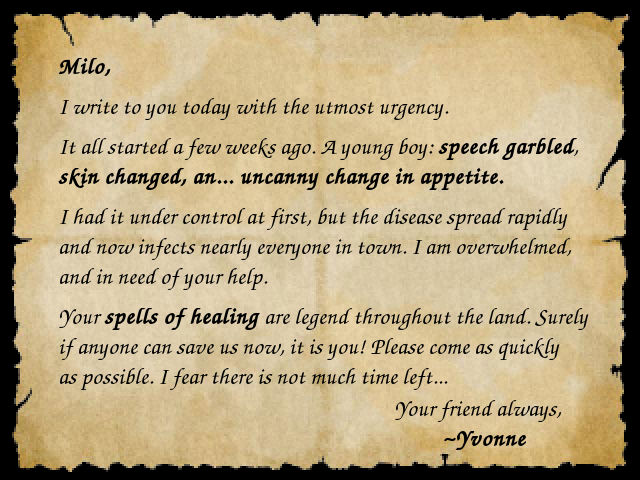 Milo,
I write to you today with the utmost urgency.
It all started a few weeks ago. A young boy: speech garbled,
skin changed, an... uncanny change in appetite.
I had it under control at first, but the disease spread rapidly
and now infects nearly everyone in town. I am overwhelmed,
and in need of your help.
Your spells of healing are legend throughout the land. Surely
if anyone can save us now, it is you! Please come as quickly
as possible. I fear there is not much time left...
Your friend always,
~Yvonne